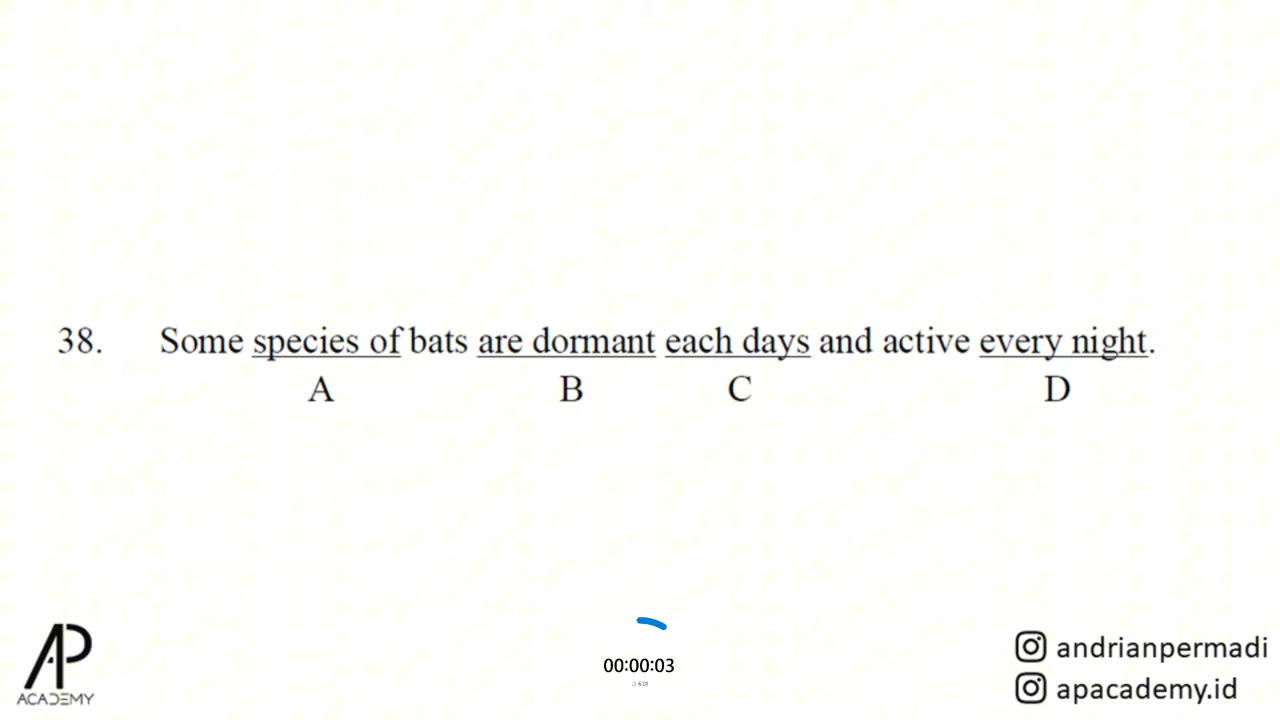 38. Some species of bats are dormant each days and active every night.
A B C D
AP
ACADEMY
00:00:03
andrianpermadi
apacademy.id